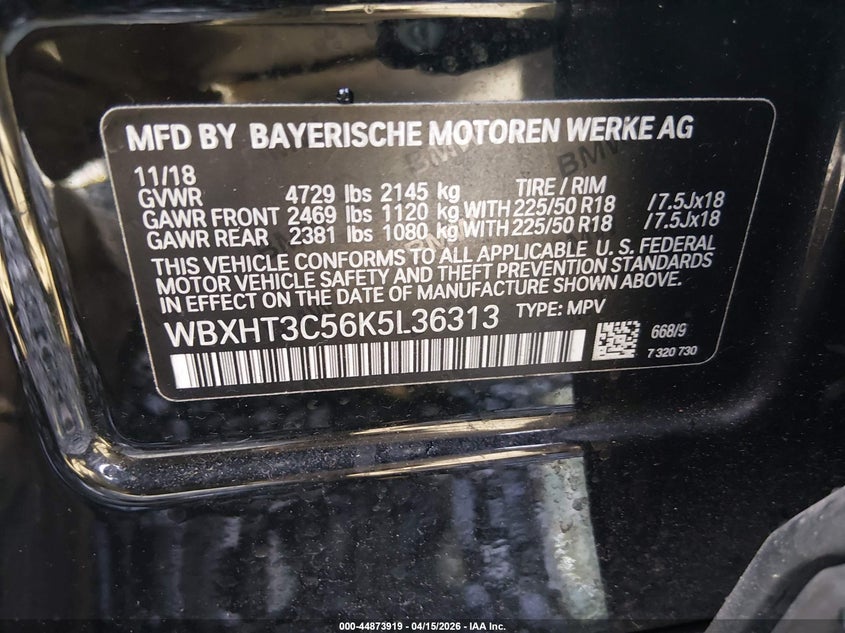 MFD BY BAYERISCHE MOTOREN WERKE AG
11/18 TIRE / RIM
GVWR 4729 lbs 2145 kg
GAWR FRONT 2469 lbs 1120 kg WITH 225/50 R18 /7.5Jx18
GAWR REAR 2381 lbs 1080 kg WITH 225/50 R18 /7.5Jx18
THIS VEHICLE CONFORMS TO ALL APPLICABLE U.S. FEDERAL
MOTOR VEHICLE SAFETY AND THEFT PREVENTION STANDARDS
IN EFFECT ON THE DATE OF MANUFACTURE SHOWN ABOVE.
WBXHT3C56K5L36313 TYPE: MPV
668/9
7 320 730
000-44873919 - 04/15/2026 - IAA Inc.